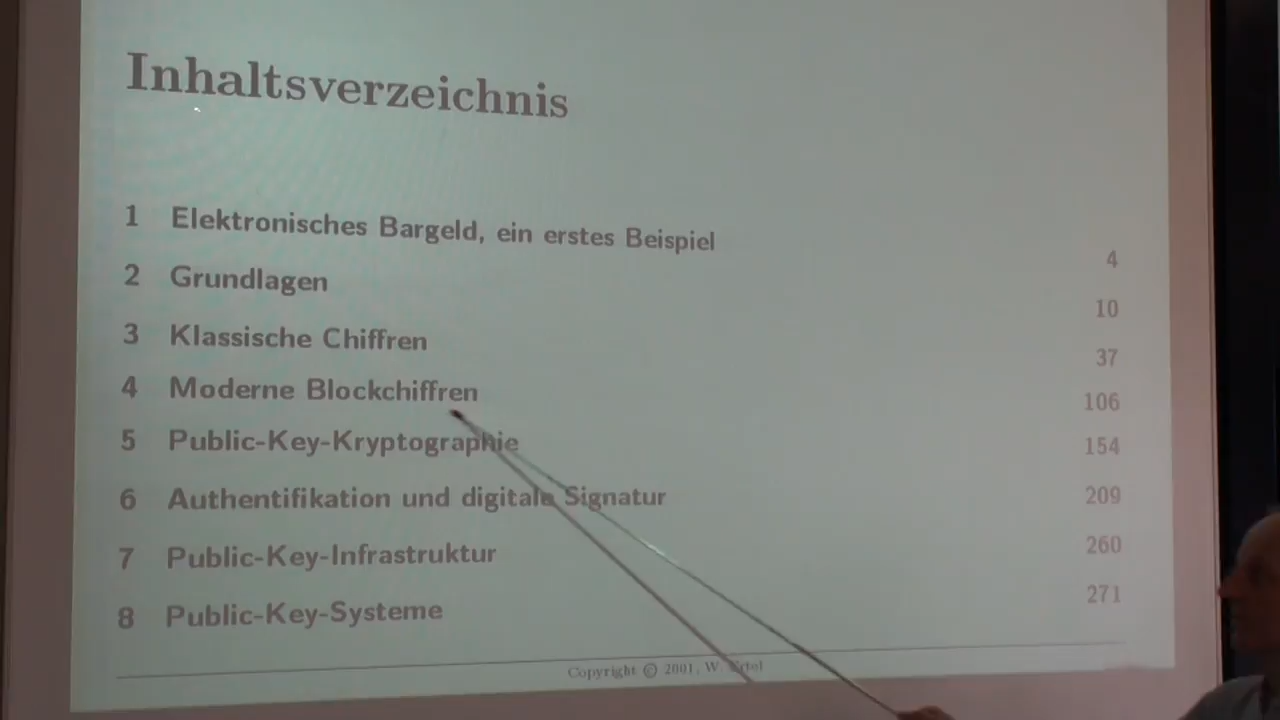 Inhaltsverzeichnis
1 Elektronisches Bargeld, ein erstes Beispiel 4
2 Grundlagen 10
3 Klassische Chiffren 37
4 Moderne Blockchiffren 106
5 Public-Key-Kryptographie 154
6 Authentifikation und digitale Signatur 209
7 Public-Key-Infrastruktur 260
8 Public-Key-Systeme 271
Copyright © 2001, W. Ertel